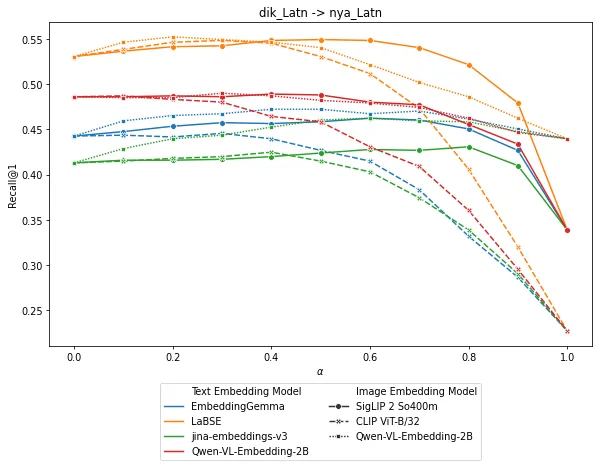 dik_Latn -> nya_Latn
Recall@1
0.55
0.50
0.45
0.40
0.35
0.30
0.25
0.0
0.2
0.4
0.6
0.8
1.0
α
Text Embedding Model
EmbeddingGemma
LaBSE
jina-embeddings-v3
Qwen-VL-Embedding-2B
Image Embedding Model
SigLIP 2 So400m
CLIP ViT-B/32
Qwen-VL-Embedding-2B